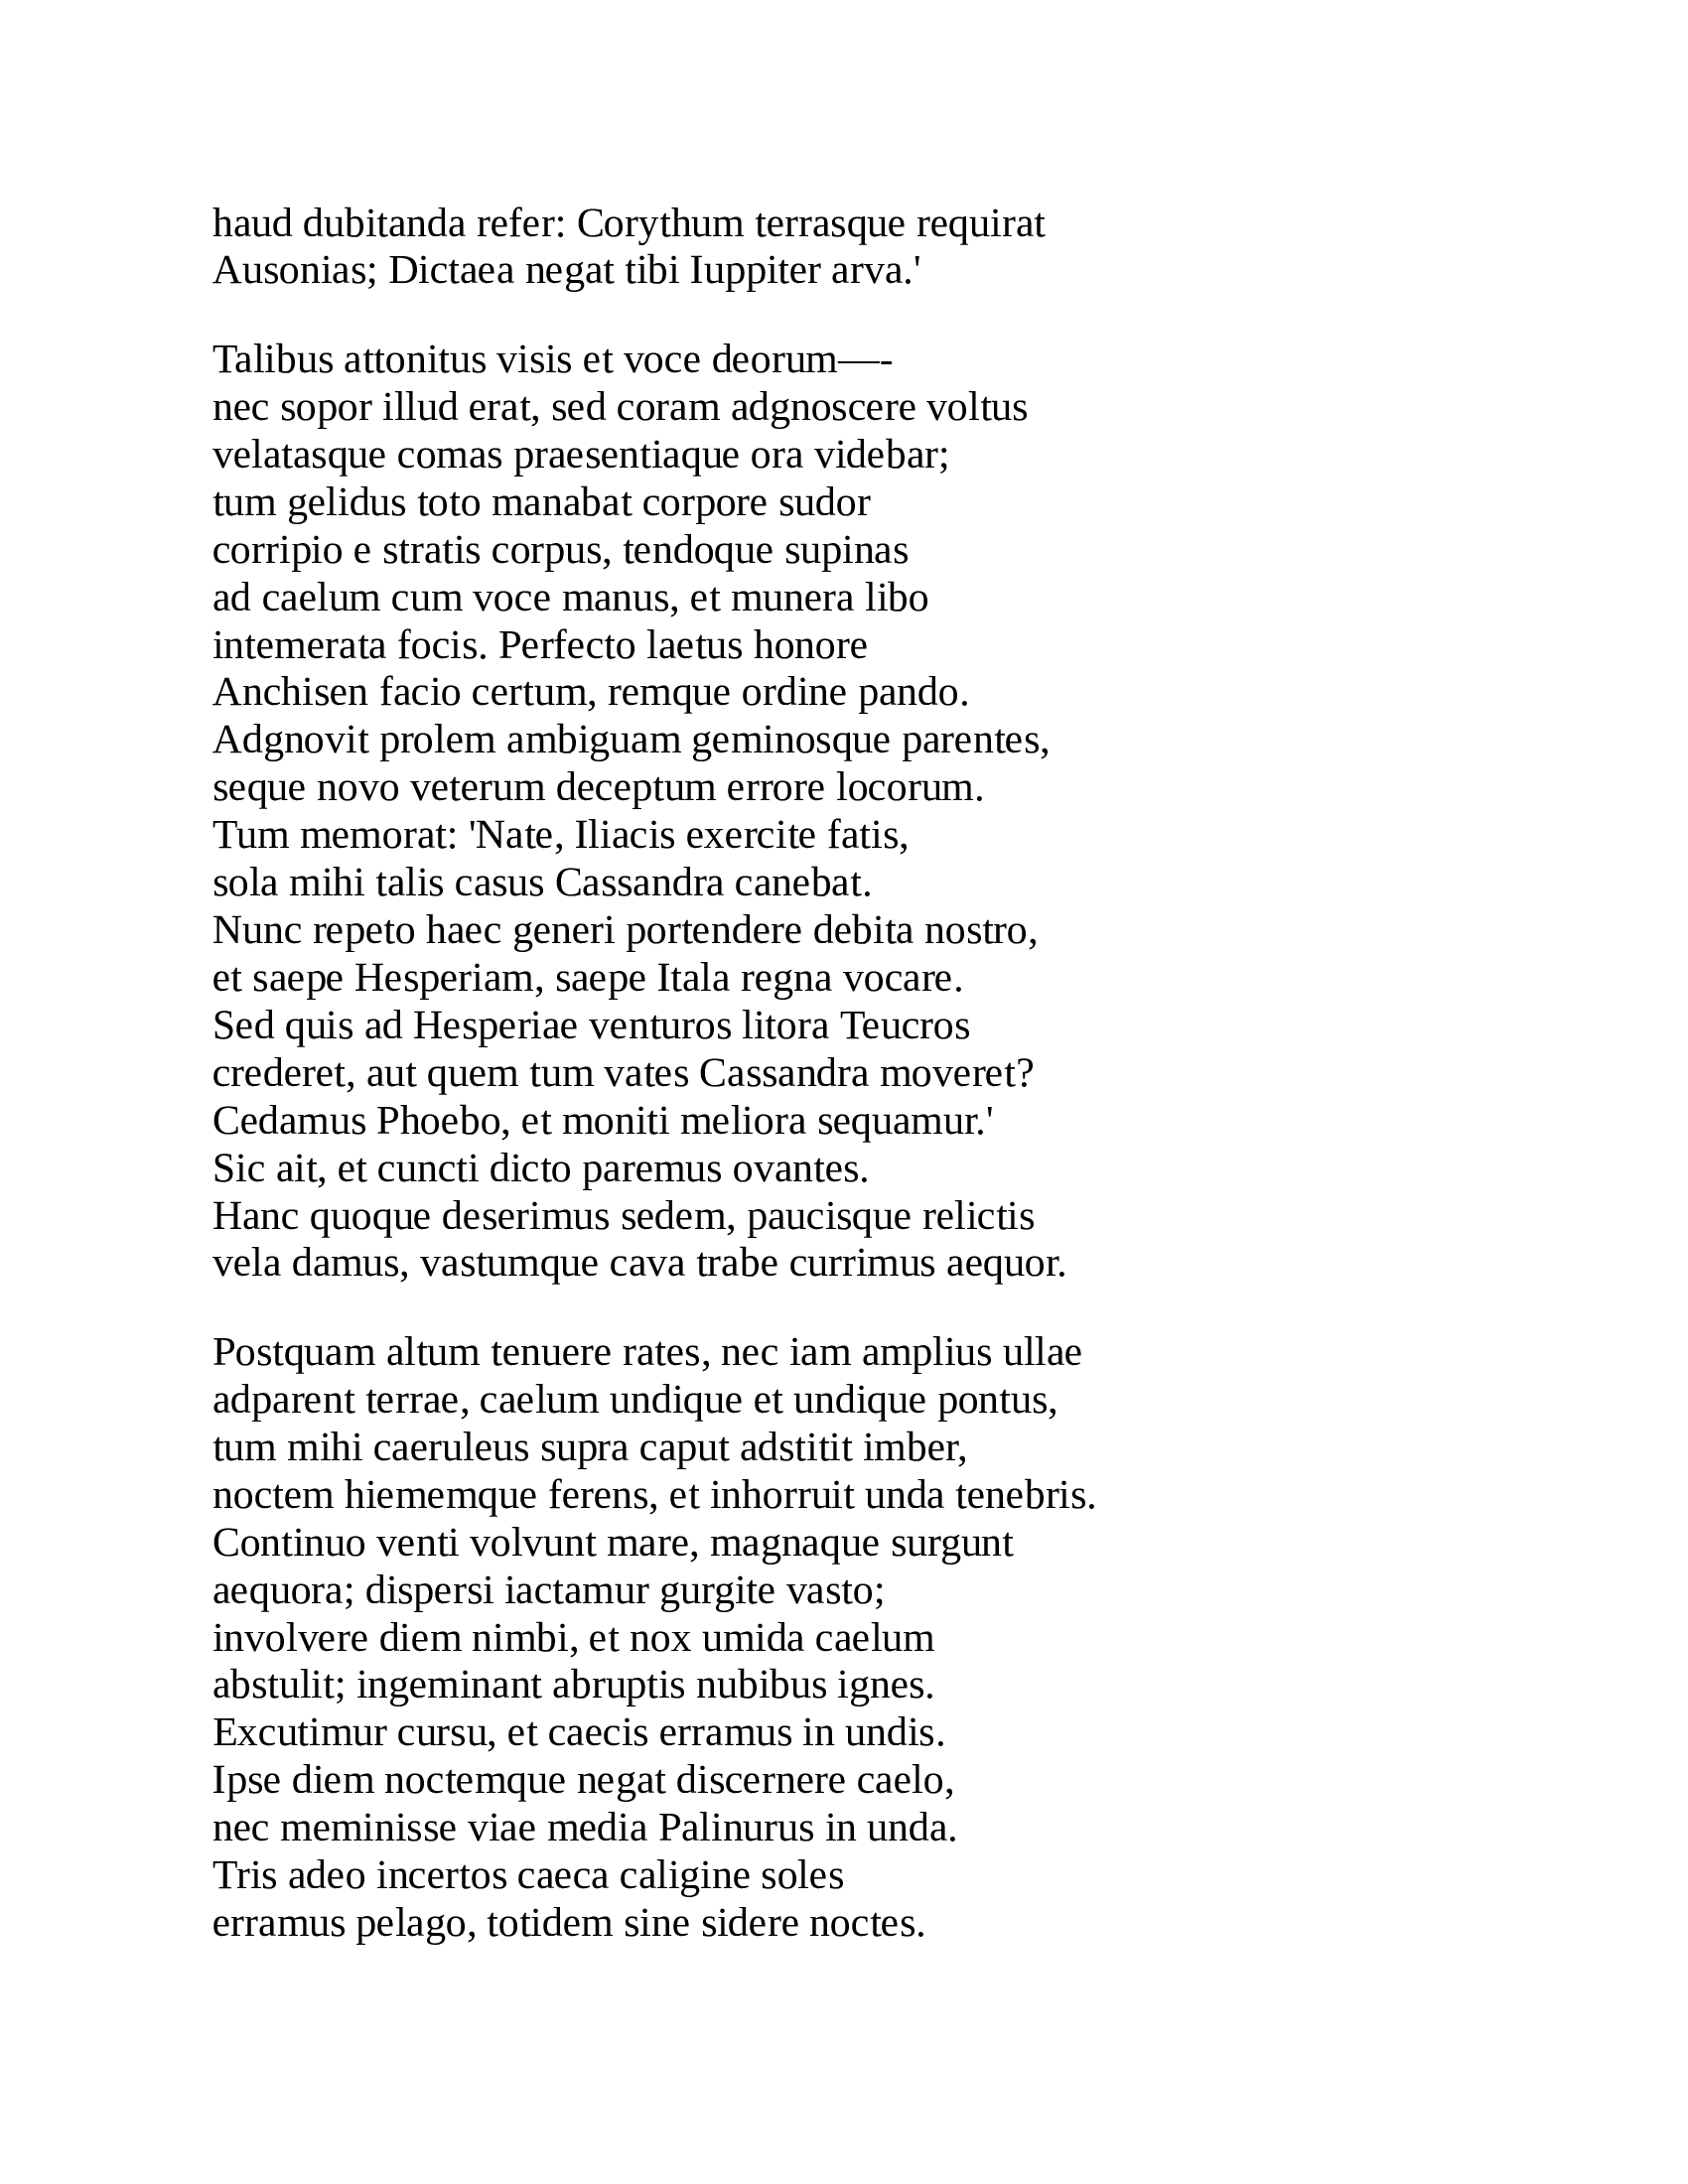 haud dubitanda refer: Corythum terrasque requirat
Ausonias; Dictaea negat tibi Iuppiter arva.'
Talibus attonitus visis et voce deorum—-
nec sopor illud erat, sed coram adgnoscere voltus
velatasque comas praesentiaque ora videbar;
tum gelidus toto manabat corpore sudor
corripio e stratis corpus, tendoque supinas
ad caelum cum voce manus, et munera libo
intemerata focis. Perfecto laetus honore
Anchisen facio certum, remque ordine pando.
Adgnovit prolem ambiguam geminosque parentes,
seque novo veterum deceptum errore locorum.
Tum memorat: 'Nate, Iliacis exercite fatis,
sola mihi talis casus Cassandra canebat.
Nunc repeto haec generi portendere debita nostro,
et saepe Hesperiam, saepe Itala regna vocare.
Sed quis ad Hesperiae venturos litora Teucros
crederet, aut quem tum vates Cassandra moveret?
Cedamus Phoebo, et moniti meliora sequamur.'
Sic ait, et cuncti dicto paremus ovantes.
Hanc quoque deserimus sedem, paucisque relictis
vela damus, vastumque cava trabe currimus aequor.
Postquam altum tenuere rates, nec iam amplius ullae
adparent terrae, caelum undique et undique pontus,
tum mihi caeruleus supra caput adstitit imber,
noctem hiememque ferens, et inhorruit unda tenebris.
Continuo venti volvunt mare, magnaque surgunt
aequora; dispersi iactamur gurgite vasto;
involvere diem nimbi, et nox umida caelum
abstulit; ingeminant abruptis nubibus ignes.
Excutimur cursu, et caecis erramus in undis.
Ipse diem noctemque negat discernere caelo,
nec meminisse viae media Palinurus in unda.
Tris adeo incertos caeca caligine soles
erramus pelago, totidem sine sidere noctes.